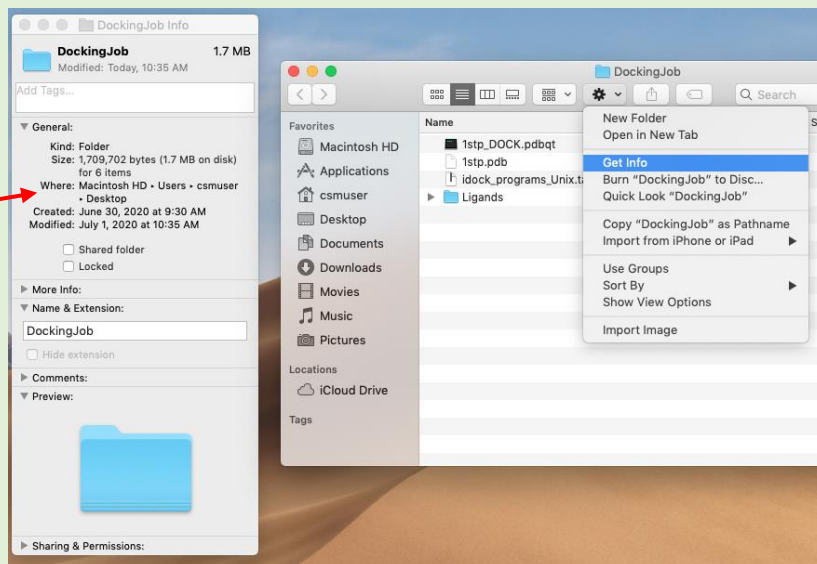 DockingJob Info
DockingJob 1.7 MB
Modified: Today, 10:35 AM
Add Tags...
General:
Kind: Folder
Size: 1,709,702 bytes (1.7 MB on disk)
for 6 items
Where: Macintosh HD ▸ Users ▸ csmuser
▸ Desktop
Created: June 30, 2020 at 9:30 AM
Modified: July 1, 2020 at 10:35 AM
Shared folder
Locked
More Info:
Name & Extension:
DockingJob
Hide extension
Comments:
Preview:
Sharing & Permissions:
DockingJob
Search
Favorites
Macintosh HD
Applications
csmuser
Desktop
Documents
Downloads
Movies
Music
Pictures
Locations
iCloud Drive
Tags
Name
S
1stp_DOCK.pdbqt
1stp.pdb
idock_programs_Unix.ta
Ligands
New Folder
Open in New Tab
Get Info
Burn “DockingJob” to Disc...
Quick Look “DockingJob”
Copy “DockingJob” as Pathname
Import from iPhone or iPad
Use Groups
Sort By
Show View Options
Import Image